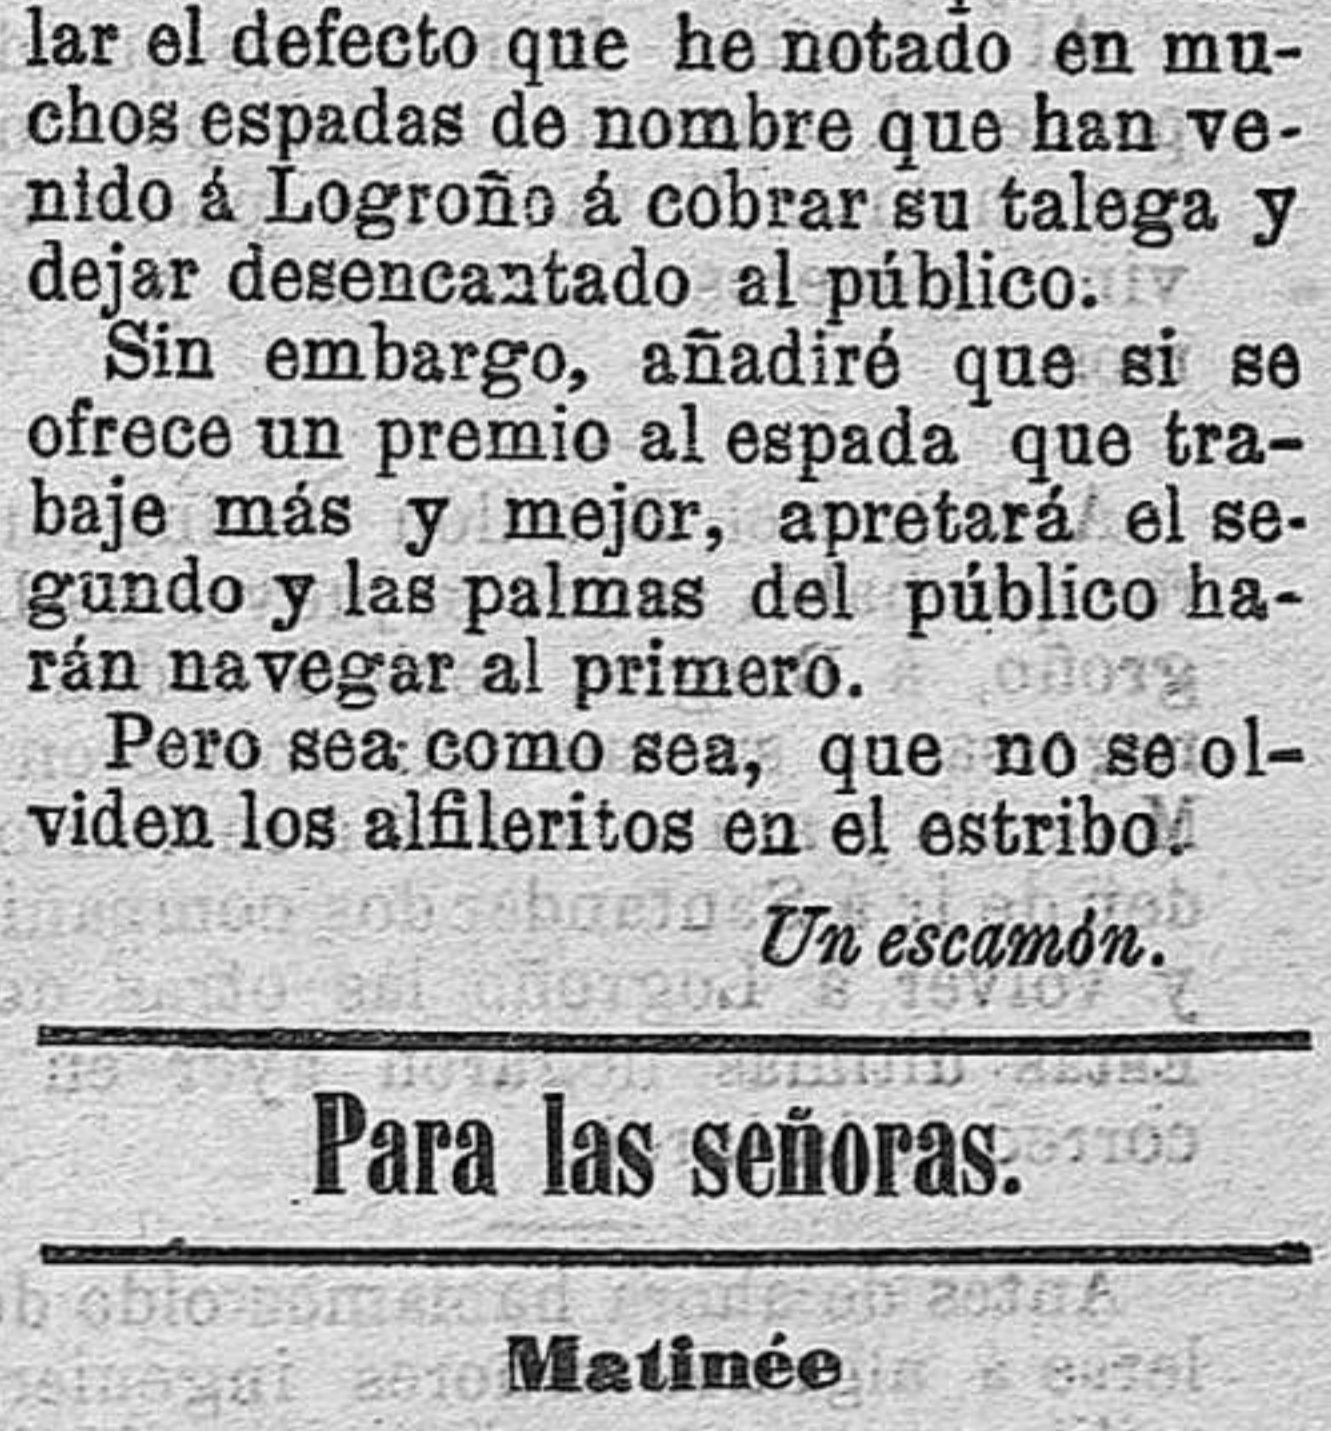 lar el defecto que he notado en mu-
chos espadas de nombre que han ve-
nido á Logroño á cobrar su talega y
dejar desencantado al público.
Sin embargo, añadiré que si se
ofrece un premio al espada que tra-
baje más y mejor, apretará el se-
gundo y las palmas del público ha-
rán navegar al primero.
Pero sea como sea, que no se ol-
viden los alfileritos en el estribo.
Un escamón.
Para las señoras.
Matinée